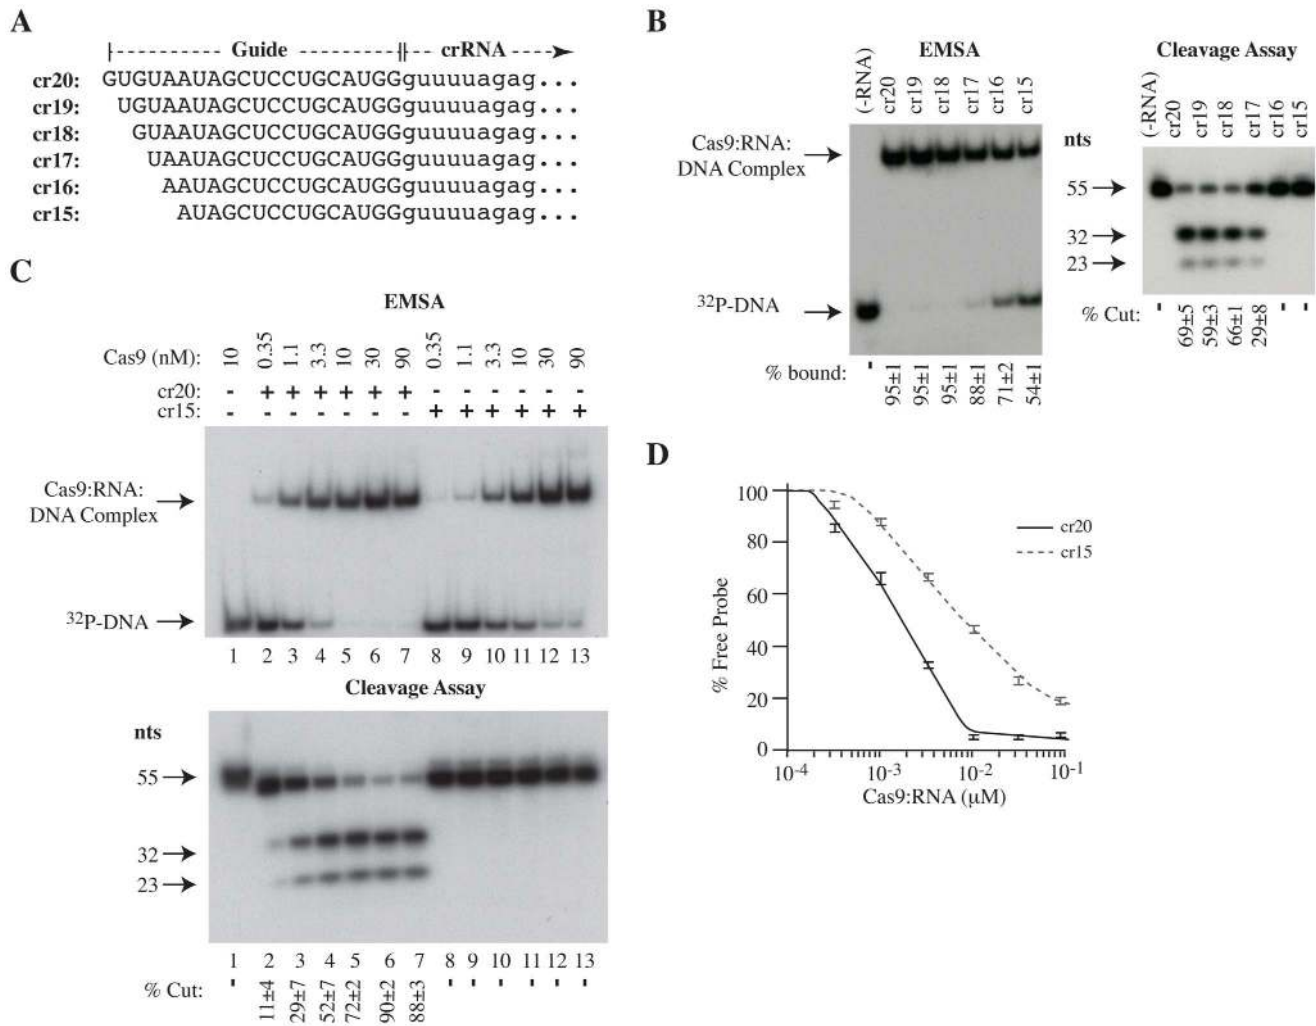 A
Guide crRNA
cr20: GUGUAAUAGCUCCUGCAUGGguuuuagag...
cr19: UGUAAUAGCUCCUGCAUGGguuuuagag...
cr18: GUAAUAGCUCCUGCAUGGguuuuagag...
cr17: UAAUAGCUCCUGCAUGGguuuuagag...
cr16: AAUAGCUCCUGCAUGGguuuuagag...
cr15: AUAGCUCCUGCAUGGguuuuagag...
B
EMSA
(-RNA) cr20 cr19 cr18 cr17 cr16 cr15
Cas9:RNA:
DNA Complex
32P-DNA
% bound: - 95±1 95±1 95±1 88±1 71±2 54±1
Cleavage Assay
(-RNA) cr20 cr19 cr18 cr17 cr16 cr15
nts
55
32
23
% Cut: - 69±5 59±3 66±1 29±8 - -
C
EMSA
Cas9 (nM): 10 0.35 1.1 3.3 10 30 90 0.35 1.1 3.3 10 30 90
cr20: - + + + + + + - - - - - -
cr15: - - - - - - - + + + + + +
Cas9:RNA:
DNA Complex
32P-DNA
1 2 3 4 5 6 7 8 9 10 11 12 13
Cleavage Assay
nts
55
32
23
1 2 3 4 5 6 7 8 9 10 11 12 13
% Cut: - 11±4 29±7 52±7 72±2 90±2 88±3 - - - - - -
D
100
80
60
40
20
0
% Free Probe
cr20
cr15
10-4 10-3 10-2 10-1
Cas9:RNA (µM)